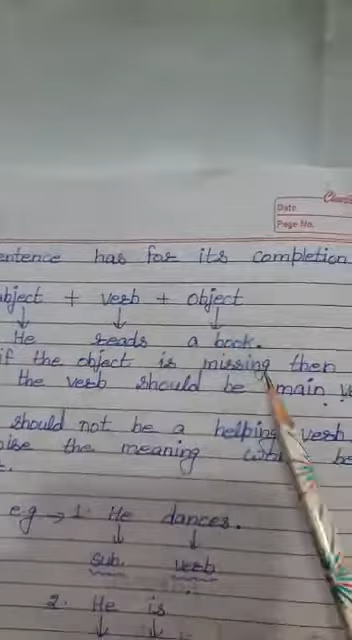 Date
Page No.
entence has for its completion
bject + verb + object
He reads a book.
if the object is missing then
the verb should be main
should not be a helping verb
oise the meaning be
eg → 1. He dances.
sub. verb
2. He is